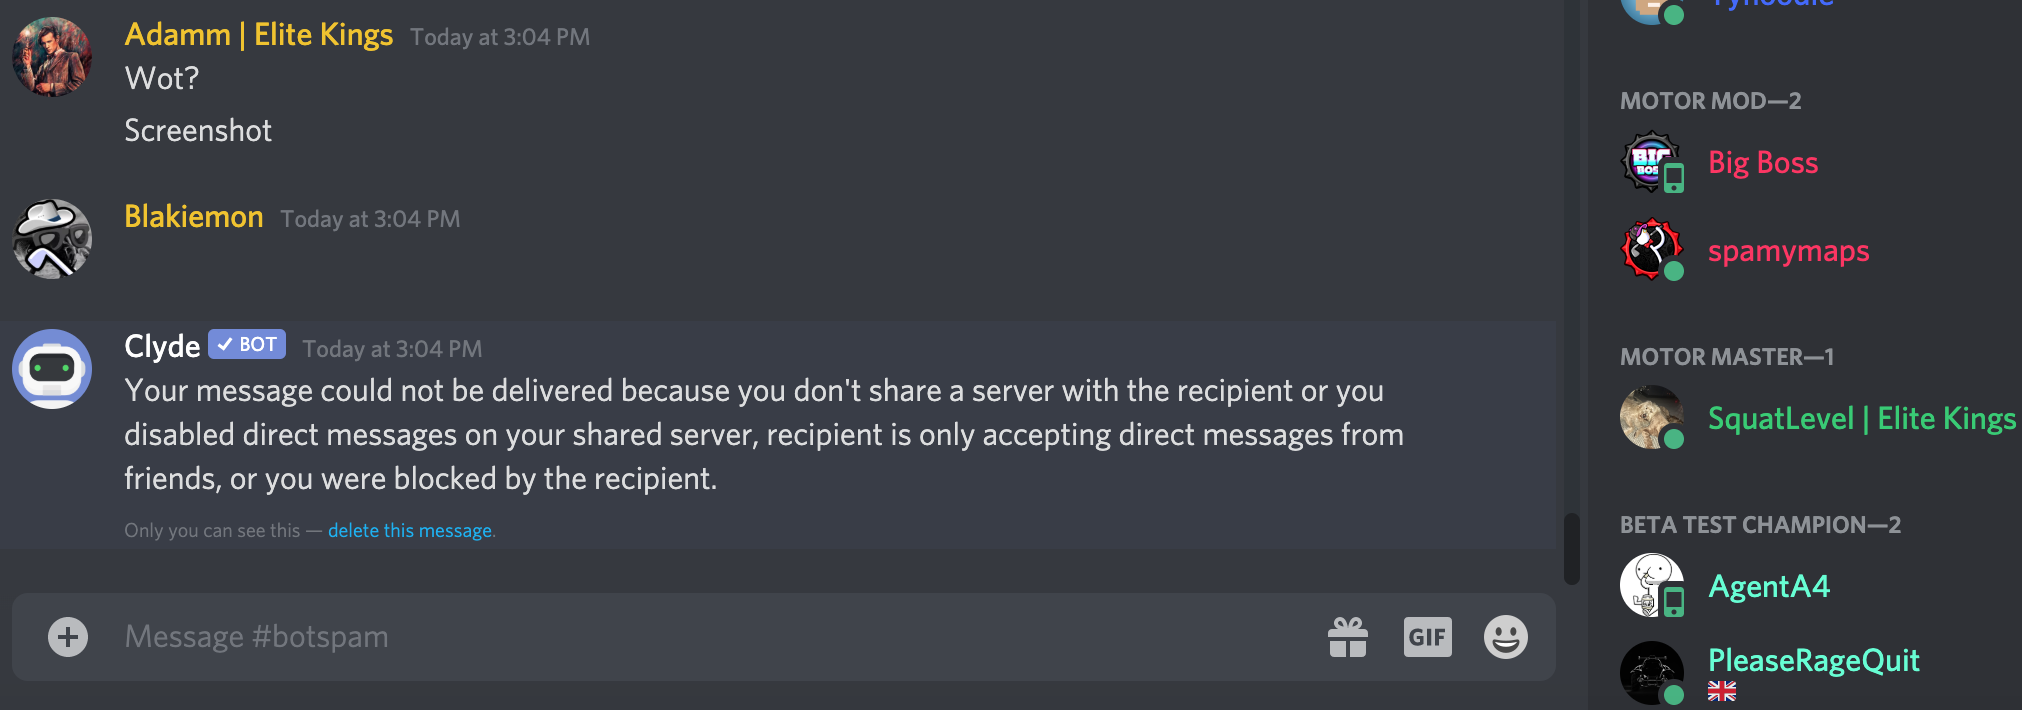 Adamm | Elite Kings Today at 3:04 PM
Wot?
Screenshot
Blakiemon Today at 3:04 PM
Clyde BOT Today at 3:04 PM
Your message could not be delivered because you don't share a server with the recipient or you
disabled direct messages on your shared server, recipient is only accepting direct messages from
friends, or you were blocked by the recipient.
Only you can see this — delete this message.
Message #botspam
GIF
MOTOR MOD—2
BIG
BOSS
Big Boss
spamymaps
MOTOR MASTER—1
SquatLevel | Elite Kings
BETA TEST CHAMPION—2
AgentA4
PleaseRageQuit